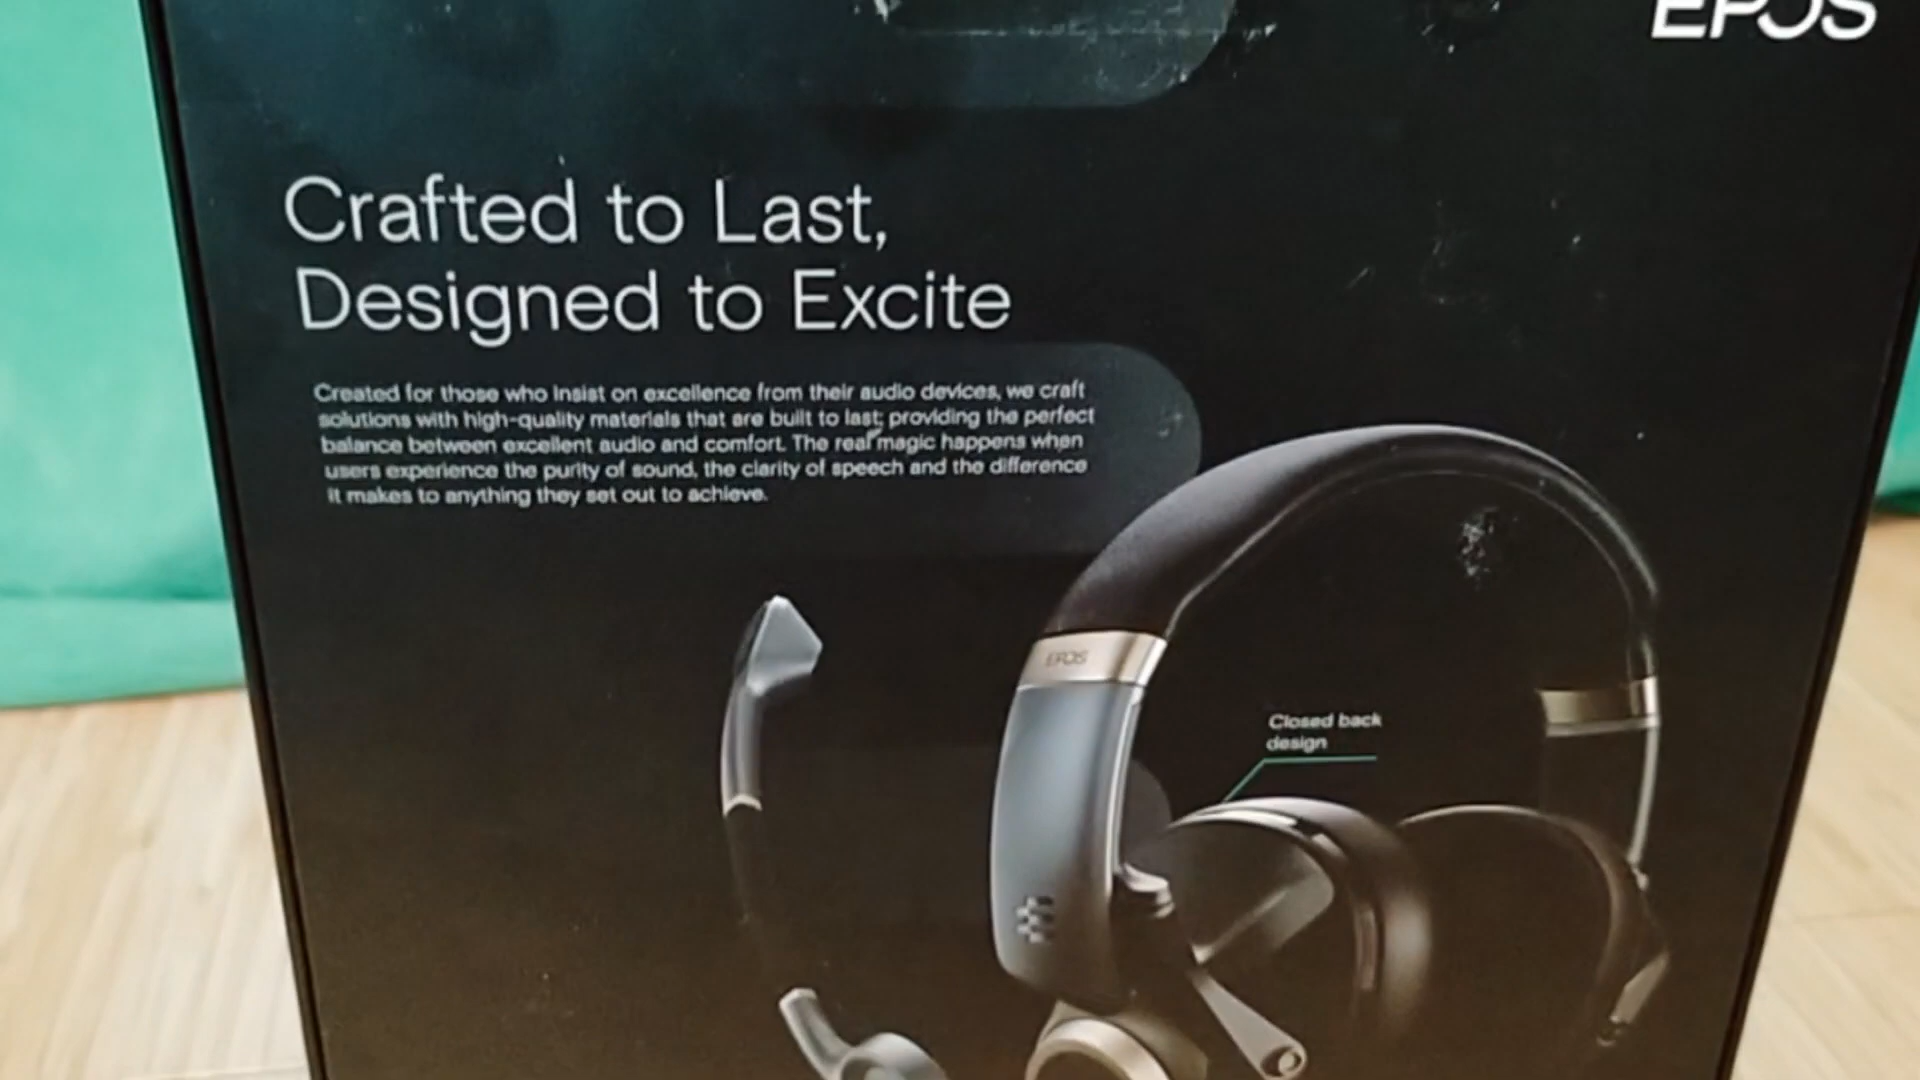 EPOS
Crafted to Last,
Designed to Excite
Created for those who insist on excellence from their audio devices, we craft
solutions with high-quality materials that are built to last; providing the perfect
balance between excellent audio and comfort. The real magic happens when
users experience the purity of sound, the clarity of speech and the difference
it makes to anything they set out to achieve.
EPOS
Closed back
design